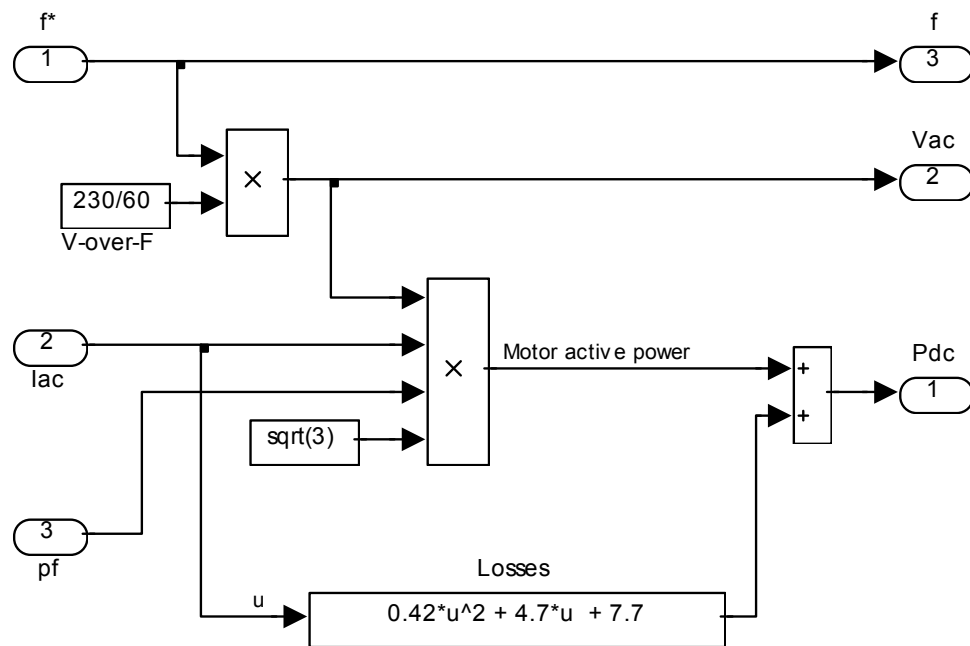 f*
1
f
3
×
Vac
2
230/60
V-over-F
2
Iac
×
Motor active power
+
+
Pdc
1
sqrt(3)
3
pf
Losses
u
0.42*u^2 + 4.7*u + 7.7